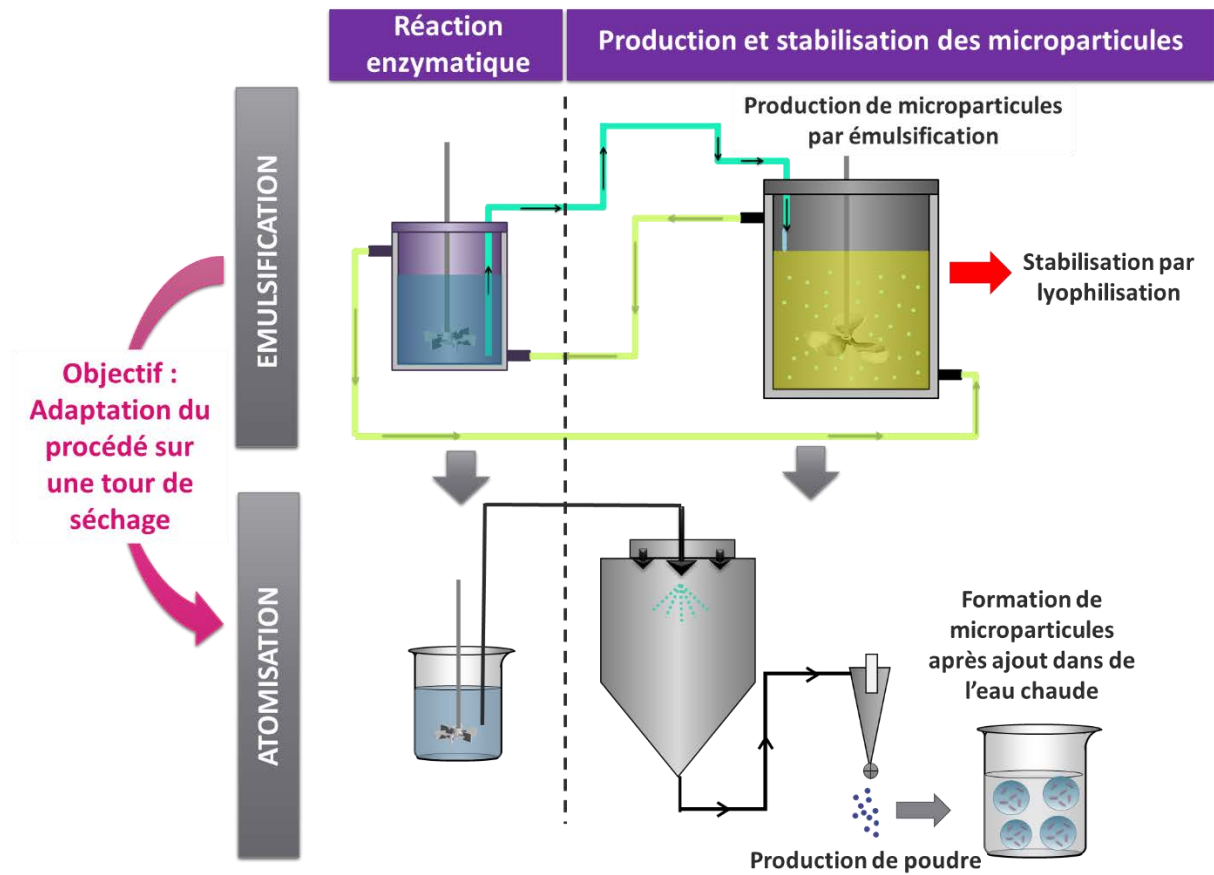 Réaction
enzymatique
Production et stabilisation des microparticules
EMULSIFICATION
Production de microparticules
par émulsification
Stabilisation par
lyophilisation
Objectif :
Adaptation du
procédé sur
une tour de
séchage
ATOMISATION
Formation de
microparticules
après ajout dans de
l’eau chaude
Production de poudre